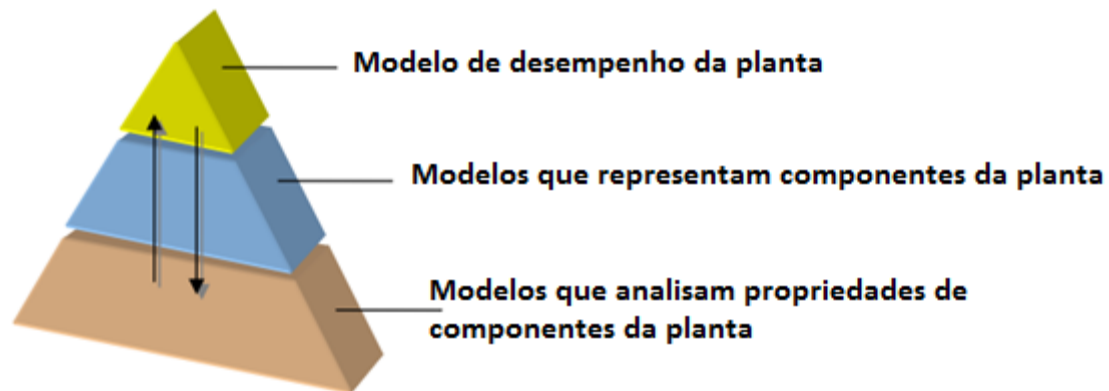 Modelo de desempenho da planta
Modelos que representam componentes da planta
Modelos que analisam propriedades de
componentes da planta